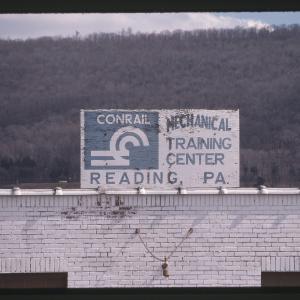 CONRAIL
MECHANICAL
TRAINING
CENTER
READING, PA.